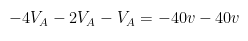 −4V_A − 2V_A − V_A = −40v − 40v